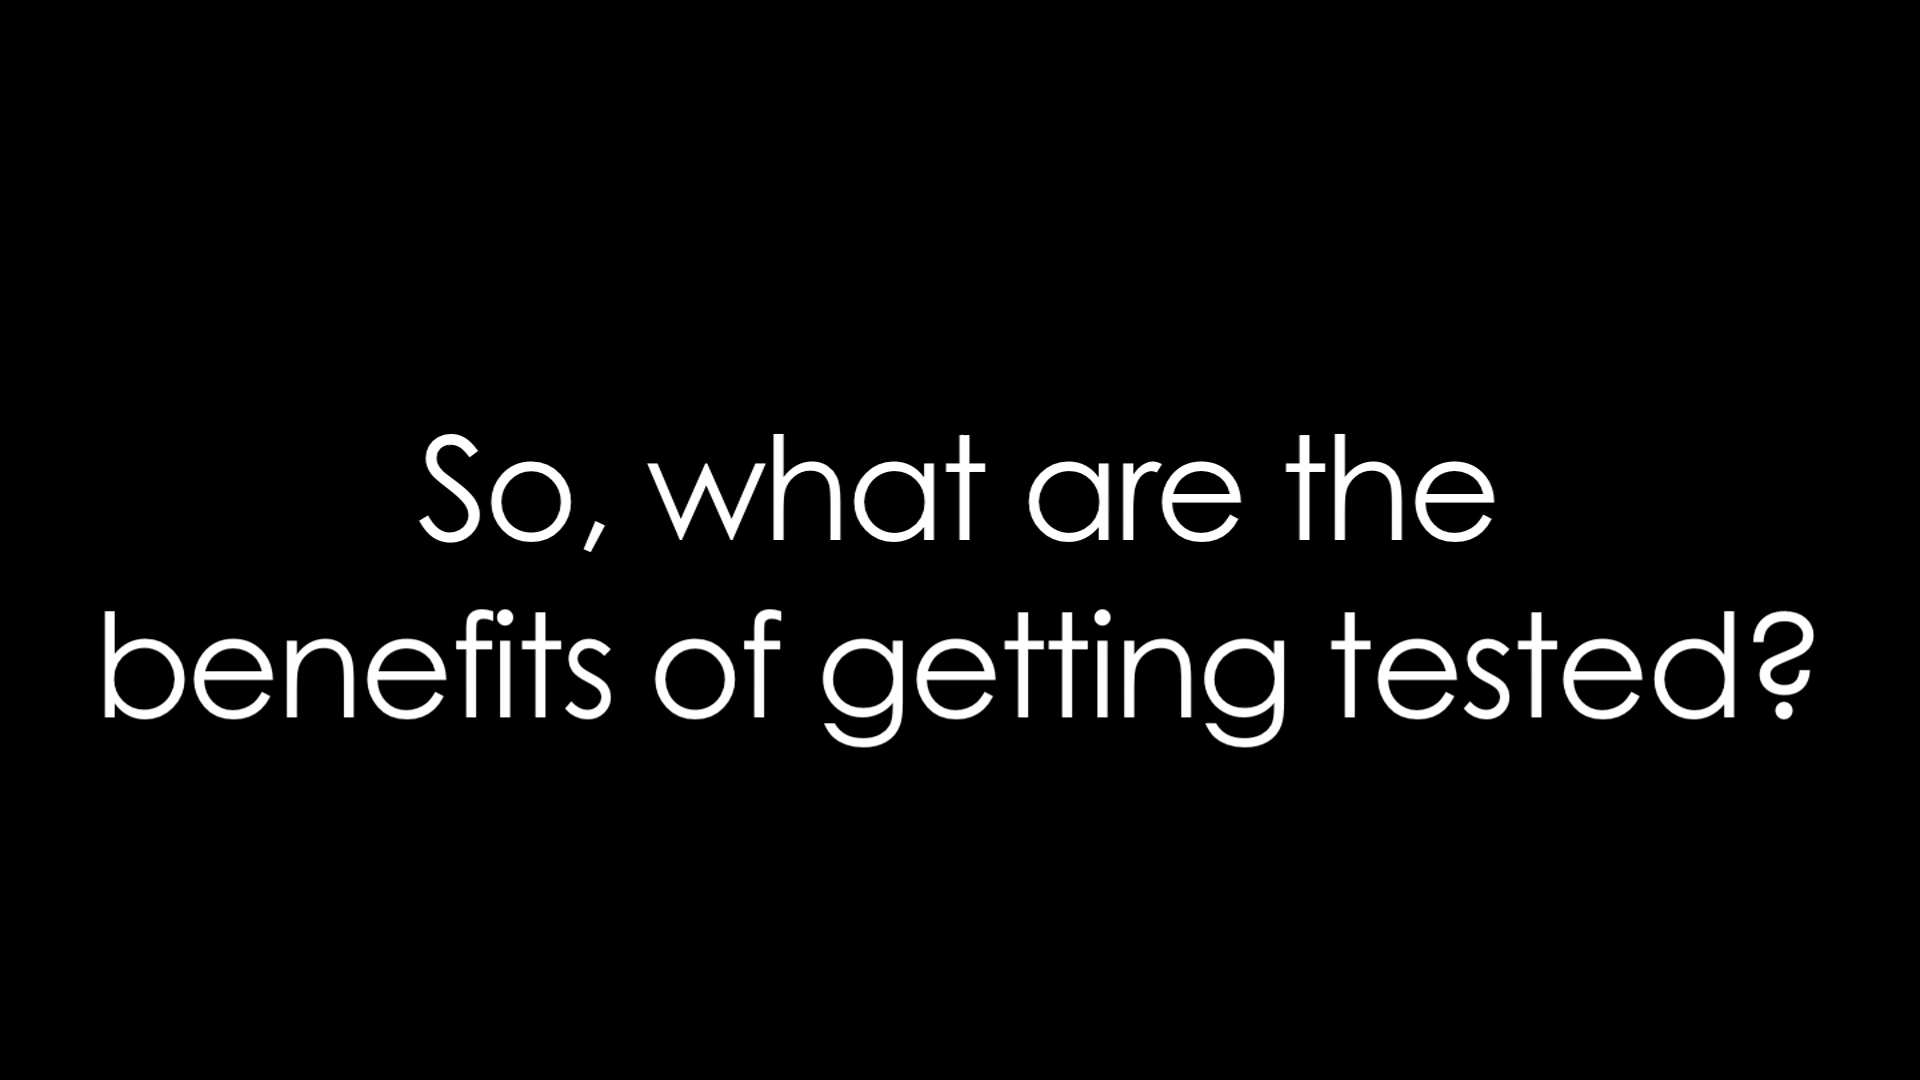 So, what are the
benefits of getting tested?